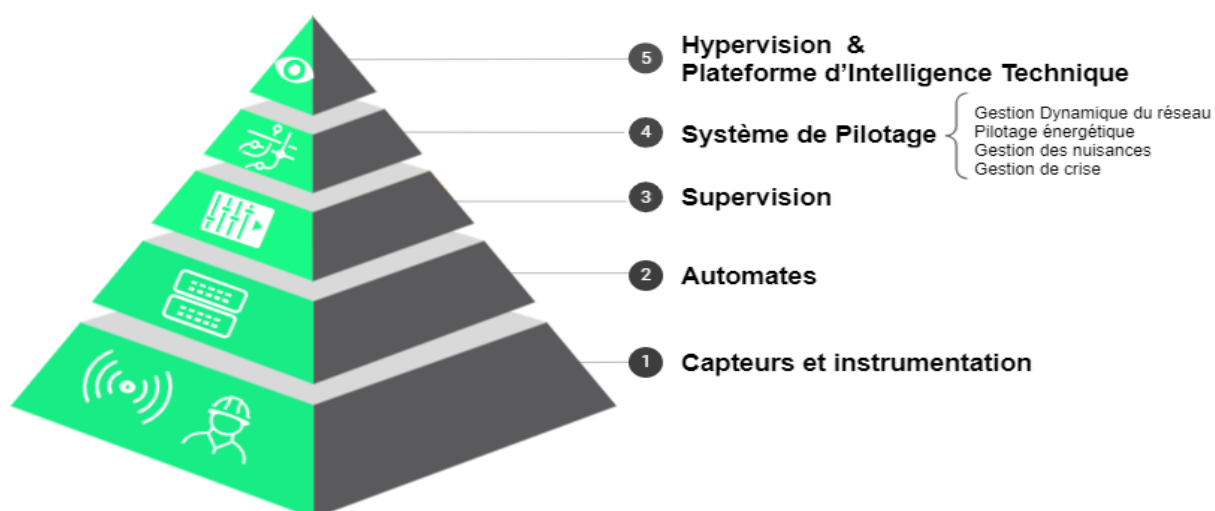 5
Hypervision &
Plateforme d'Intelligence Technique
4
Système de Pilotage
Gestion Dynamique du réseau
Pilotage énergétique
Gestion des nuisances
Gestion de crise
3
Supervision
2
Automates
1
Capteurs et instrumentation